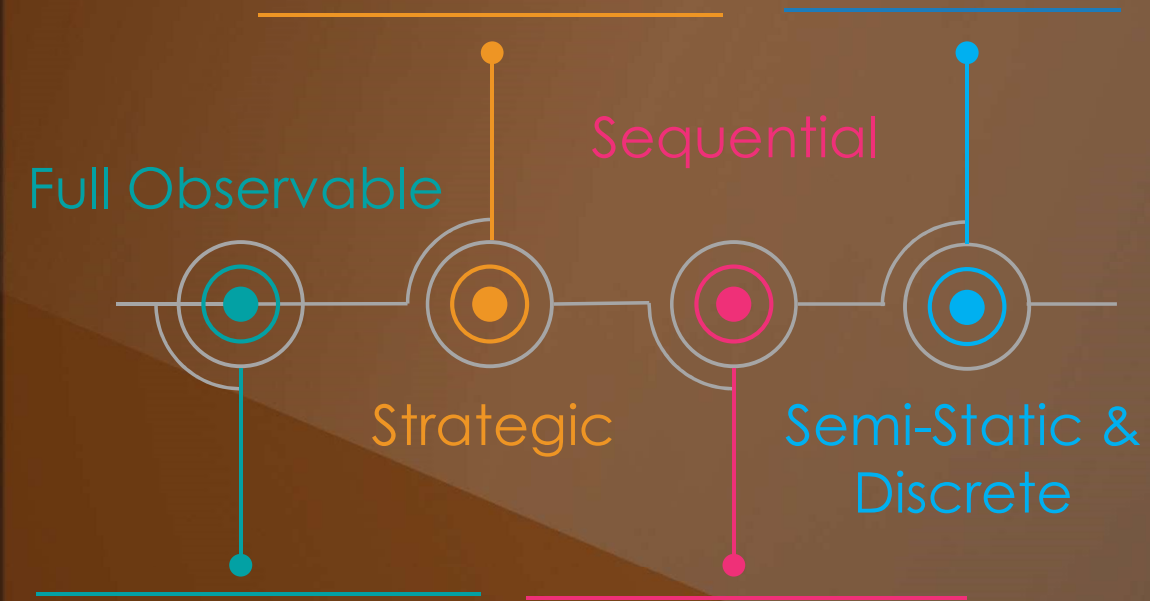 Full Observable
Strategic
Sequential
Semi-Static &
Discrete